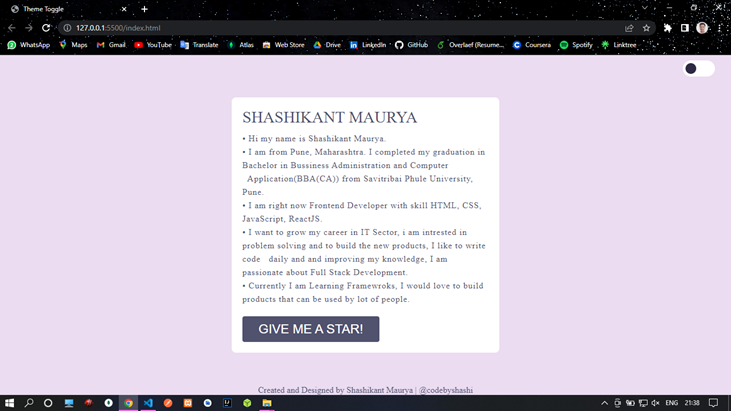 Theme Toggle
127.0.0.1:5500/index.html
WhatsApp Maps Gmail YouTube Translate Atlas Web Store Drive LinkedIn GitHub Overlaef (Resume... Coursera Spotify Linktree
SHASHIKANT MAURYA
• Hi my name is Shashikant Maurya.
• I am from Pune, Maharashtra. I completed my graduation in
Bachelor in Bussiness Administration and Computer
Application(BBA(CA)) from Savitribai Phule University,
Pune.
• I am right now Frontend Developer with skill HTML, CSS,
JavaScript, ReactJS.
• I want to grow my career in IT Sector, i am intrested in
problem solving and to build the new products, I like to write
code daily and and improving my knowledge, I am
passionate about Full Stack Development.
• Currently I am Learning Framewroks, I would love to build
products that can be used by lot of people.
GIVE ME A STAR!
Created and Designed by Shashikant Maurya | @codebyshashi
ENG 21:38